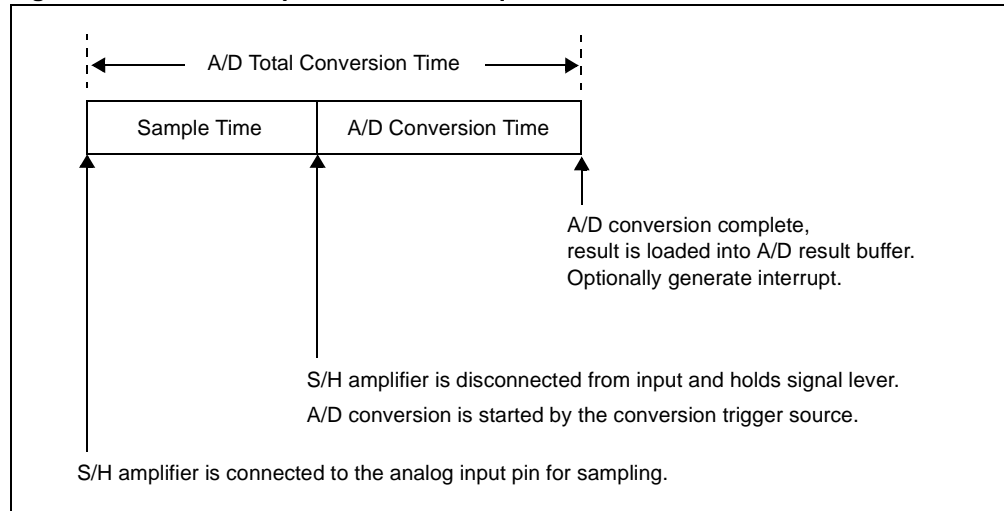 A/D Total Conversion Time
Sample Time
A/D Conversion Time
A/D conversion complete,
result is loaded into A/D result buffer.
Optionally generate interrupt.
S/H amplifier is disconnected from input and holds signal lever.
A/D conversion is started by the conversion trigger source.
S/H amplifier is connected to the analog input pin for sampling.